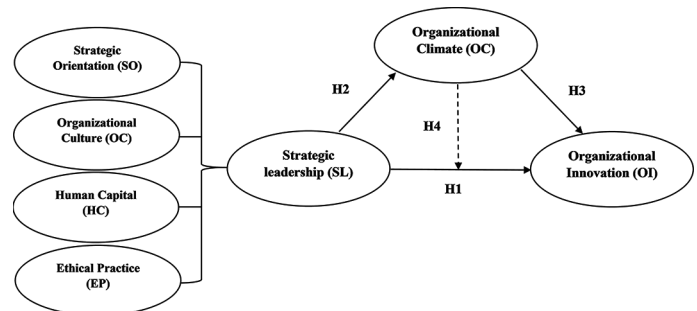 Strategic
Orientation (SO)
Organizational
Culture (OC)
Human Capital
(HC)
Ethical Practice
(EP)
Strategic
leadership (SL)
Organizational
Climate (OC)
Organizational
Innovation (OI)
H2
H3
H4
H1